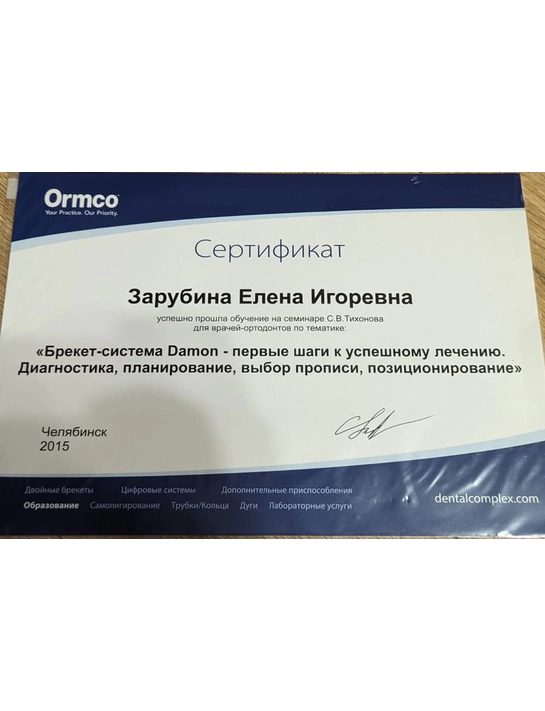 Ormco
Your Practice. Our Priority.
Сертификат
Зарубина Елена Игоревна
успешно прошла обучение на семинаре С.В.Тихонова
для врачей-ортодонтов по тематике:
«Брекет-система Damon - первые шаги к успешному лечению.
Диагностика, планирование, выбор прописи, позиционирование»
Челябинск
2015
Двойные брекеты Цифровые системы Дополнительные приспособления
Образование Самолигирование Трубки/Кольца Дуги Лабораторные услуги
dentalcomplex.com